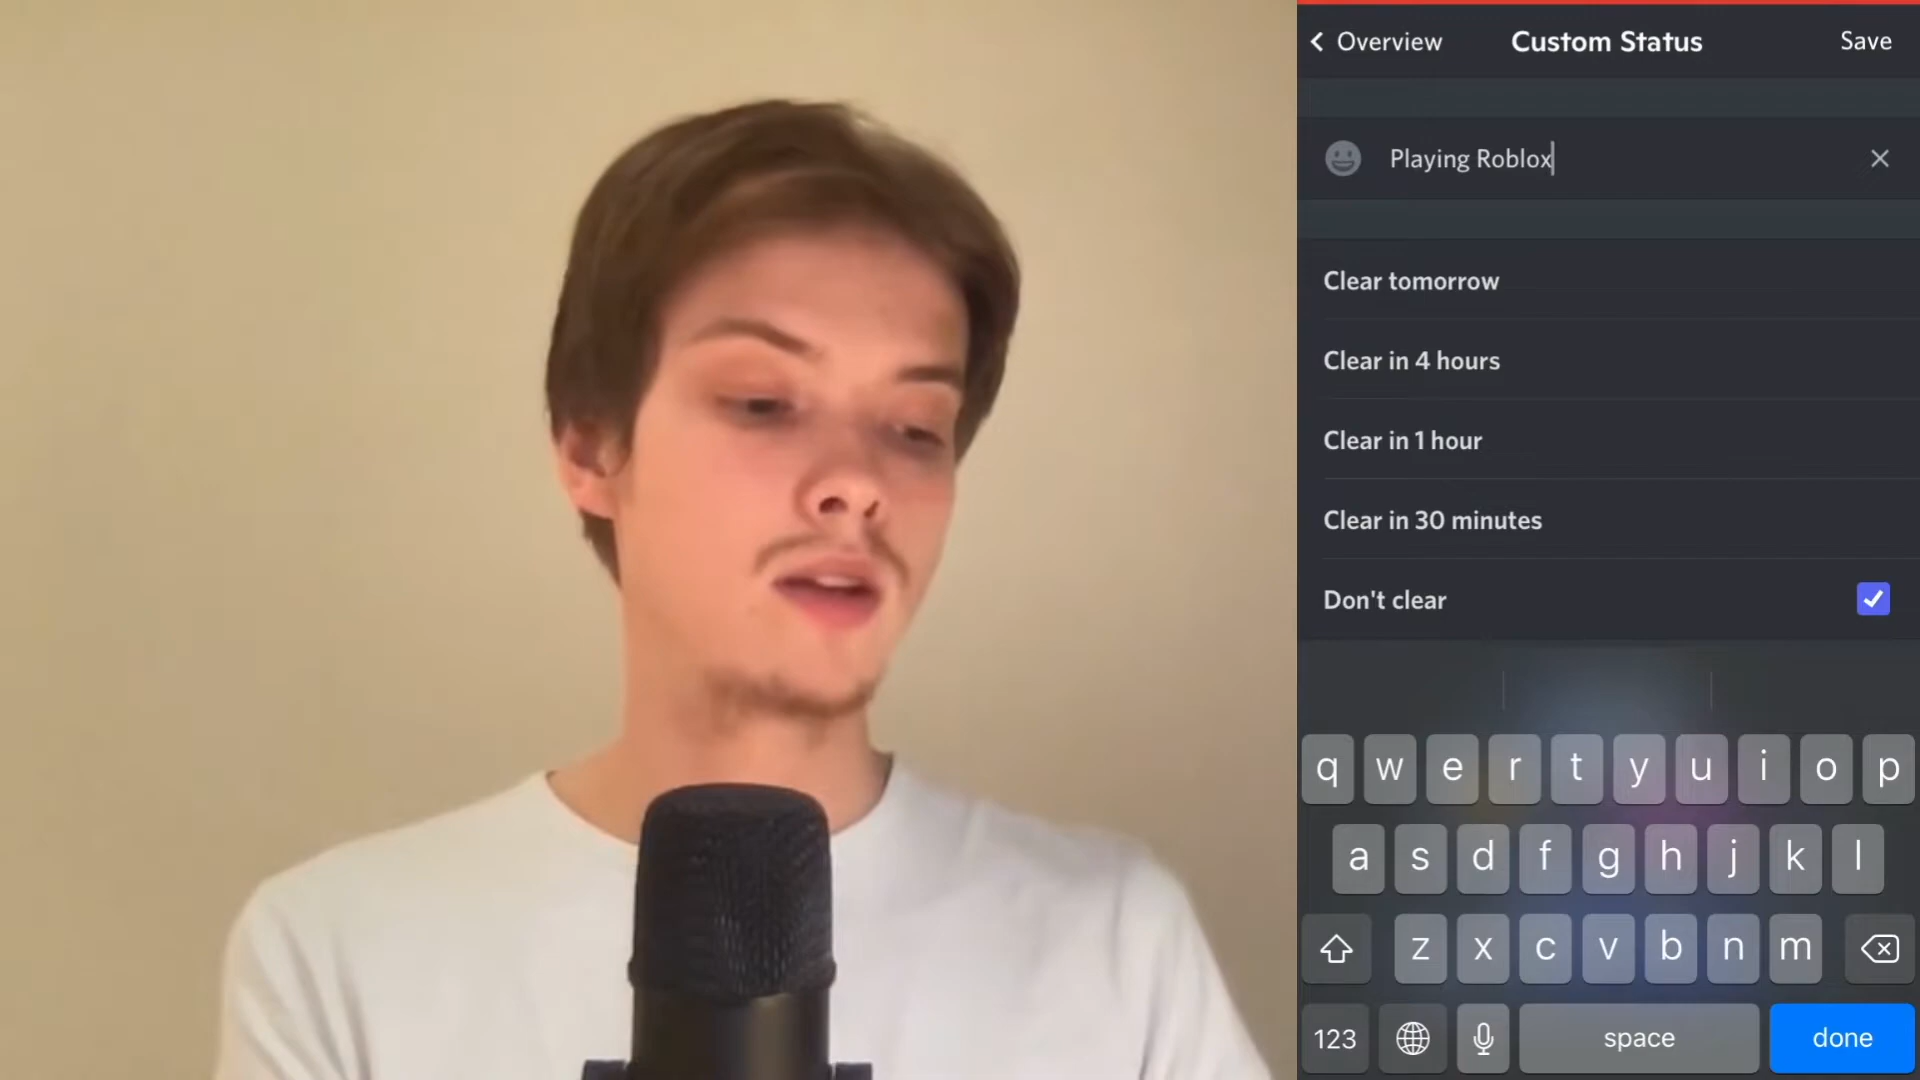 Overview Custom Status Save
Playing Roblox
Clear tomorrow
Clear in 4 hours
Clear in 1 hour
Clear in 30 minutes
Don't clear
q w e r t y u i o p
a s d f g h j k l
z x c v b n m
123 space done